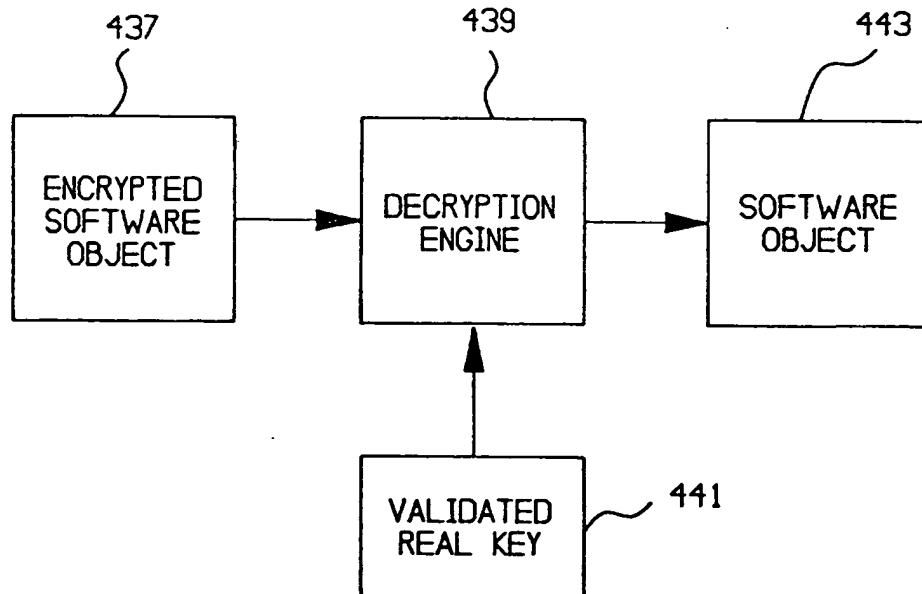 437
439
443
ENCRYPTED
SOFTWARE
OBJECT
DECRYPTION
ENGINE
SOFTWARE
OBJECT
VALIDATED
REAL KEY
441